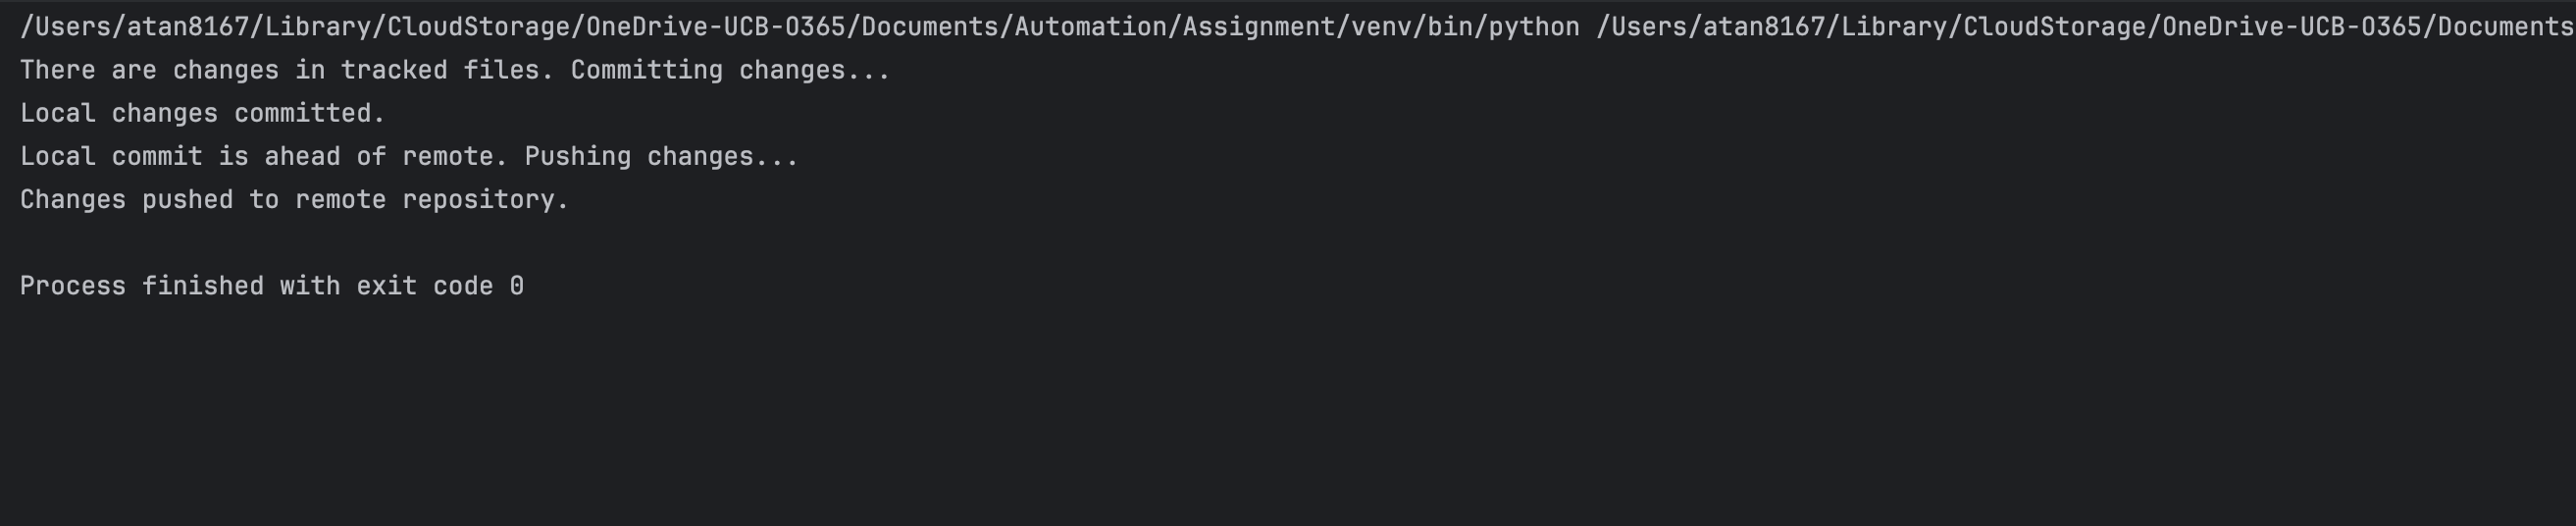 /Users/atan8167/Library/CloudStorage/OneDrive-UCB-O365/Documents/Automation/Assignment/venv/bin/python /Users/atan8167/Library/CloudStorage/OneDrive-UCB-O365/Documents
There are changes in tracked files. Committing changes...
Local changes committed.
Local commit is ahead of remote. Pushing changes...
Changes pushed to remote repository.
Process finished with exit code 0